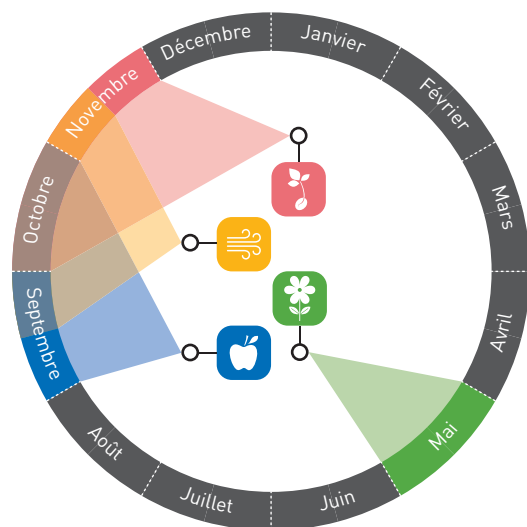 Janvier
Février
Mars
Avril
Mai
Juin
Juillet
Août
Septembre
Octobre
Novembre
Décembre